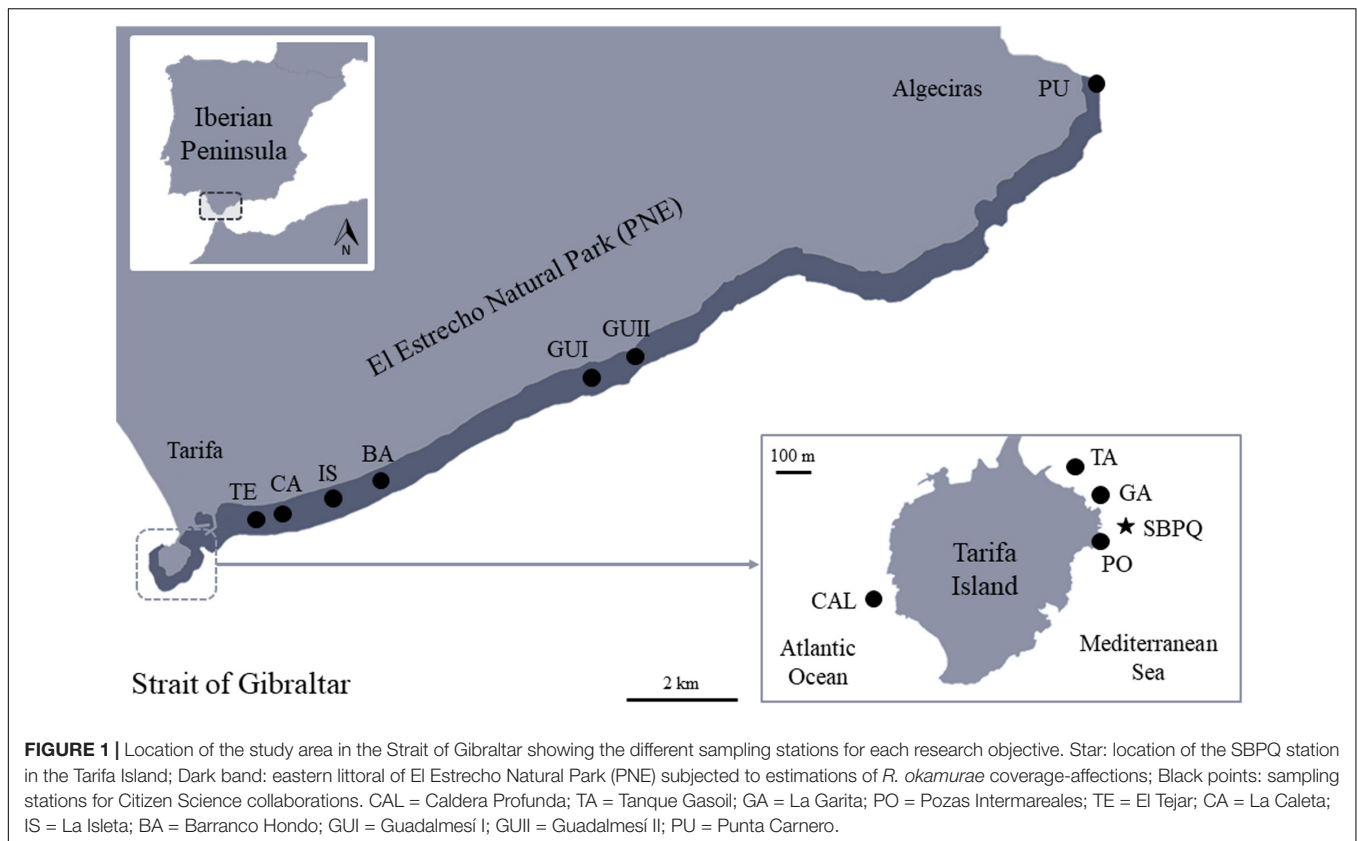 Iberian
Peninsula
N
Algeciras
PU
El Estrecho Natural Park (PNE)
GUI
GUII
Tarifa
TE
CA
IS
BA
100 m
TA
GA
SBPQ
PO
Tarifa
Island
CAL
Atlantic
Ocean
Mediterranean
Sea
Strait of Gibraltar
2 km
FIGURE 1 | Location of the study area in the Strait of Gibraltar showing the different sampling stations for each research objective. Star: location of the SBPQ station
in the Tarifa Island; Dark band: eastern littoral of El Estrecho Natural Park (PNE) subjected to estimations of R. okamurae coverage-affections; Black points: sampling
stations for Citizen Science collaborations. CAL = Caldera Profunda; TA = Tanque Gasoil; GA = La Garita; PO = Pozas Intermareales; TE = El Tejar; CA = La Caleta;
IS = La Isleta; BA = Barranco Hondo; GUI = Guadalmesí I; GUII = Guadalmesí II; PU = Punta Carnero.